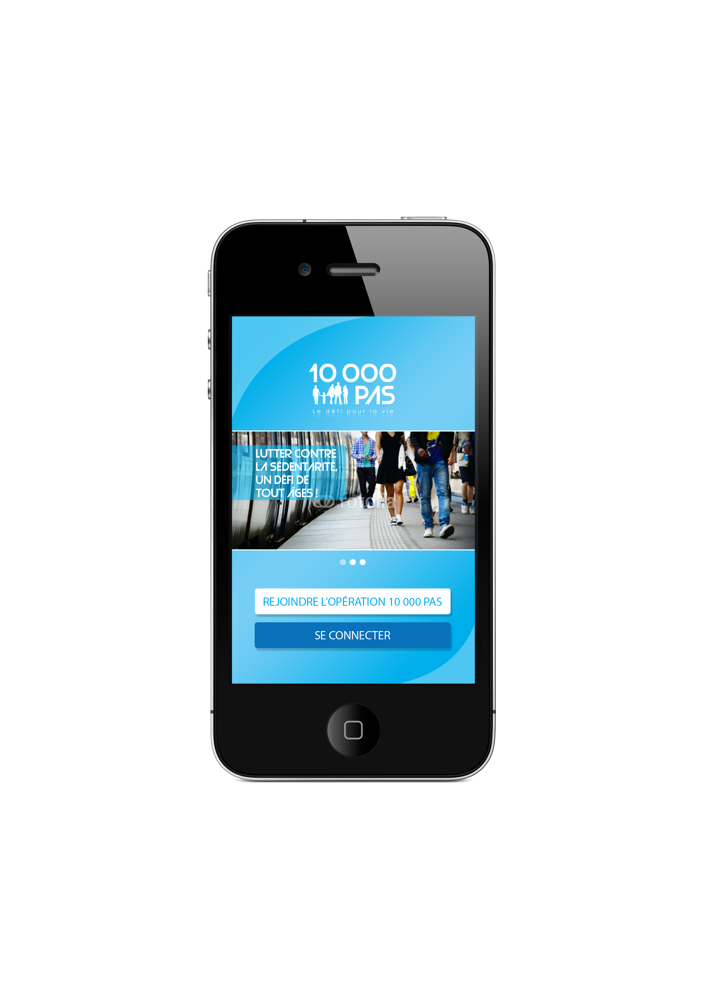 10 000
PAS
Le défi pour la vie
LUTTER CONTRE
LA SÉDENTARITÉ,
UN DÉFI DE
TOUT ÂGES !
fotolia
REJOINDRE L'OPÉRATION 10 000 PAS
SE CONNECTER